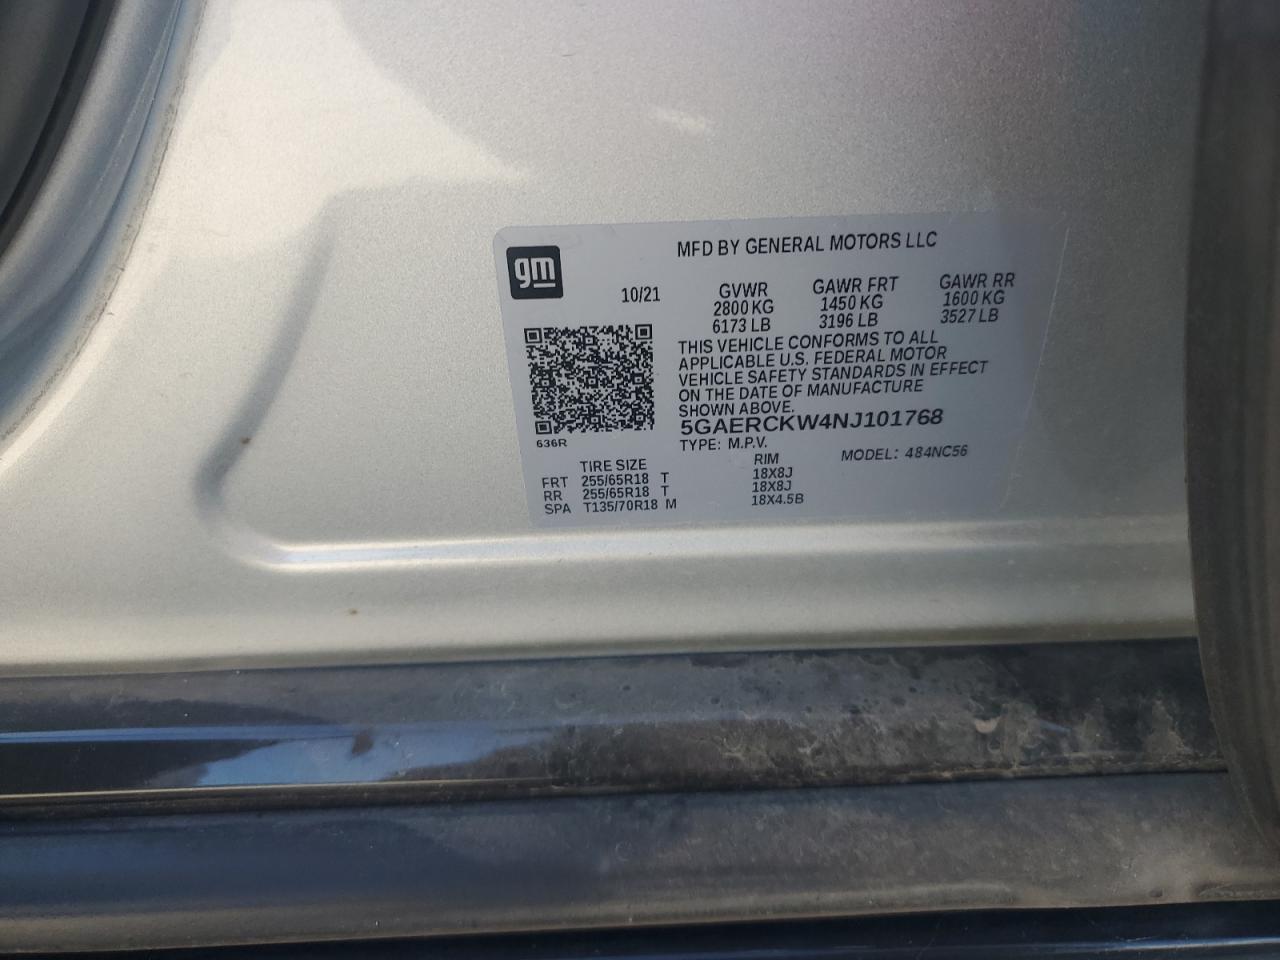 MFD BY GENERAL MOTORS LLC
gm
10/21
GVWR GAWR FRT GAWR RR
2800 KG 1450 KG 1600 KG
6173 LB 3196 LB 3527 LB
THIS VEHICLE CONFORMS TO ALL
APPLICABLE U.S. FEDERAL MOTOR
VEHICLE SAFETY STANDARDS IN EFFECT
ON THE DATE OF MANUFACTURE
SHOWN ABOVE.
5GAERCKW4NJ101768
636R
TYPE: M.P.V. MODEL: 484NC56
TIRE SIZE RIM
FRT 255/65R18 T 18X8J
RR 255/65R18 T 18X8J
SPA T135/70R18 M 18X4.5B